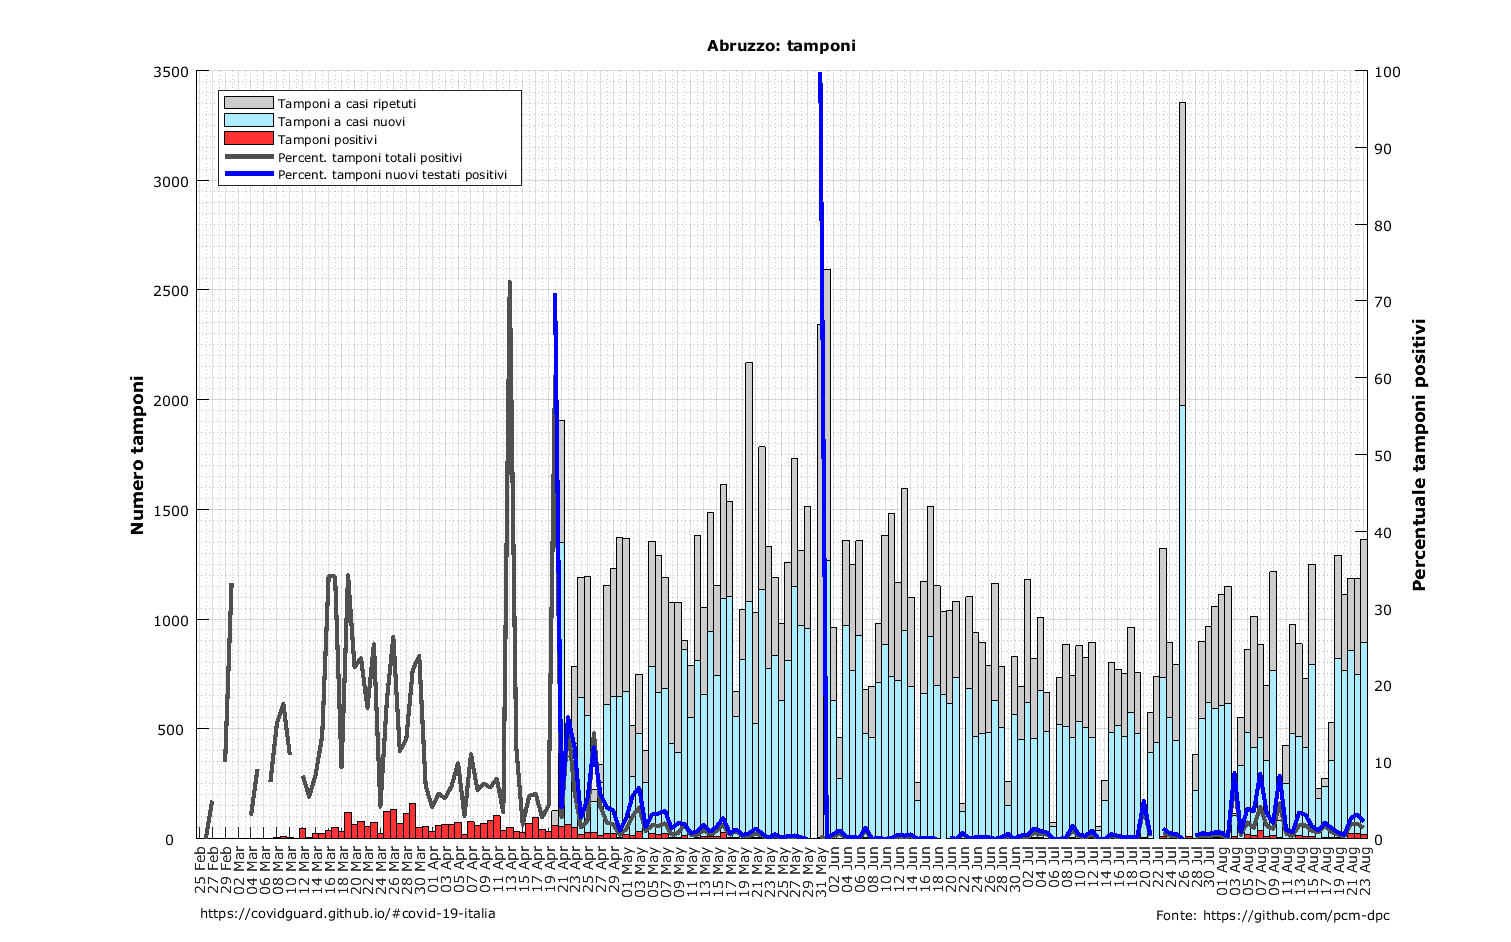 Abruzzo: tamponi
3500
3000
2500
2000
1500
1000
500
0
Numero tamponi
Tamponi a casi ripetuti
Tamponi a casi nuovi
Tamponi positivi
Percent. tamponi totali positivi
Percent. tamponi nuovi testati positivi
100
90
80
70
60
50
40
30
20
10
0
Percentuale tamponi positivi
25 Feb
27 Feb
29 Feb
02 Mar
04 Mar
06 Mar
08 Mar
10 Mar
12 Mar
14 Mar
16 Mar
18 Mar
20 Mar
22 Mar
24 Mar
26 Mar
28 Mar
30 Mar
01 Apr
03 Apr
05 Apr
07 Apr
09 Apr
11 Apr
13 Apr
15 Apr
17 Apr
19 Apr
21 Apr
23 Apr
25 Apr
27 Apr
29 Apr
01 May
03 May
05 May
07 May
09 May
11 May
13 May
15 May
17 May
19 May
21 May
23 May
25 May
27 May
29 May
31 May
02 Jun
04 Jun
06 Jun
08 Jun
10 Jun
12 Jun
14 Jun
16 Jun
18 Jun
20 Jun
22 Jun
24 Jun
26 Jun
28 Jun
30 Jun
02 Jul
04 Jul
06 Jul
08 Jul
10 Jul
12 Jul
14 Jul
16 Jul
18 Jul
20 Jul
22 Jul
24 Jul
26 Jul
28 Jul
30 Jul
01 Aug
03 Aug
05 Aug
07 Aug
09 Aug
11 Aug
13 Aug
15 Aug
17 Aug
19 Aug
21 Aug
23 Aug
https://covidguard.github.io/#covid-19-italia
Fonte: https://github.com/pcm-dpc